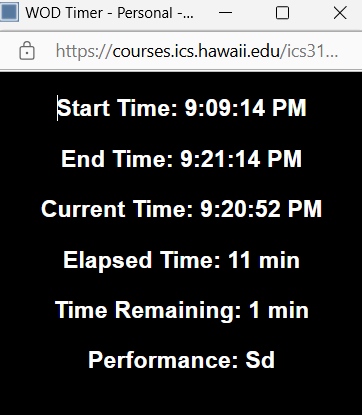 WOD Timer - Personal -...
https://courses.ics.hawaii.edu/ics31...
Start Time: 9:09:14 PM
End Time: 9:21:14 PM
Current Time: 9:20:52 PM
Elapsed Time: 11 min
Time Remaining: 1 min
Performance: Sd